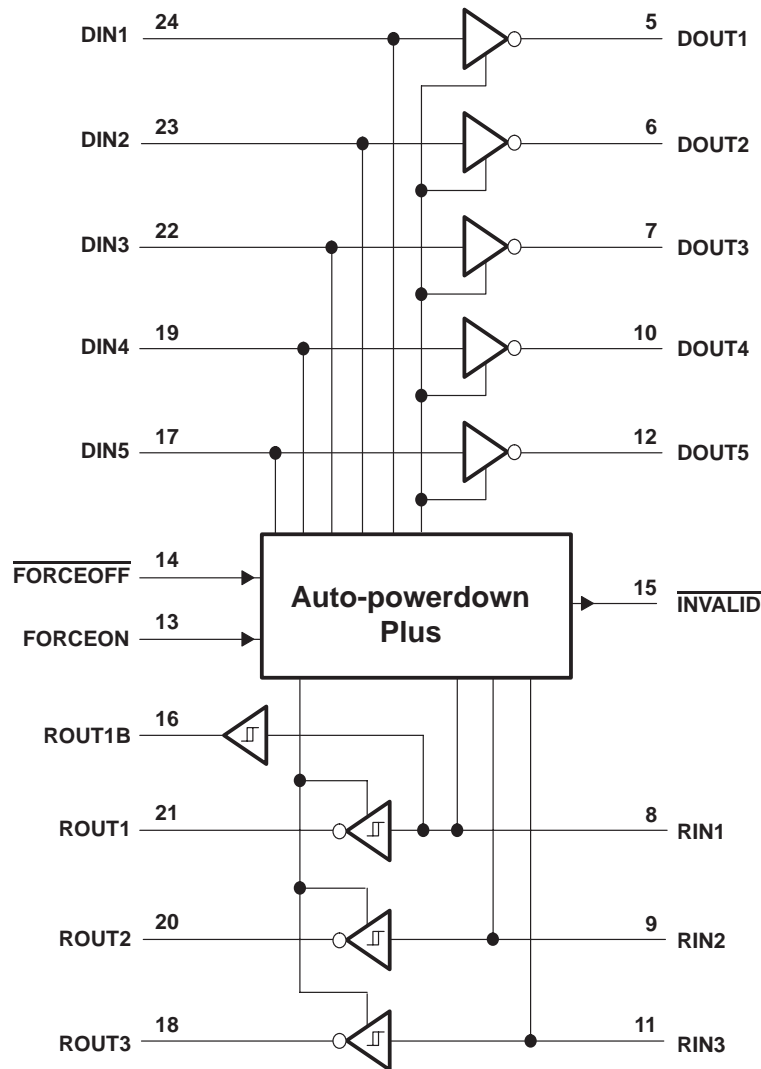 DIN1 24 5 DOUT1
DIN2 23 6 DOUT2
DIN3 22 7 DOUT3
DIN4 19 10 DOUT4
DIN5 17 12 DOUT5
FORCEOFF 14
Auto-powerdown
Plus
15 INVALID
FORCEON 13
ROUT1B 16
ROUT1 21 8 RIN1
ROUT2 20 9 RIN2
ROUT3 18 11 RIN3